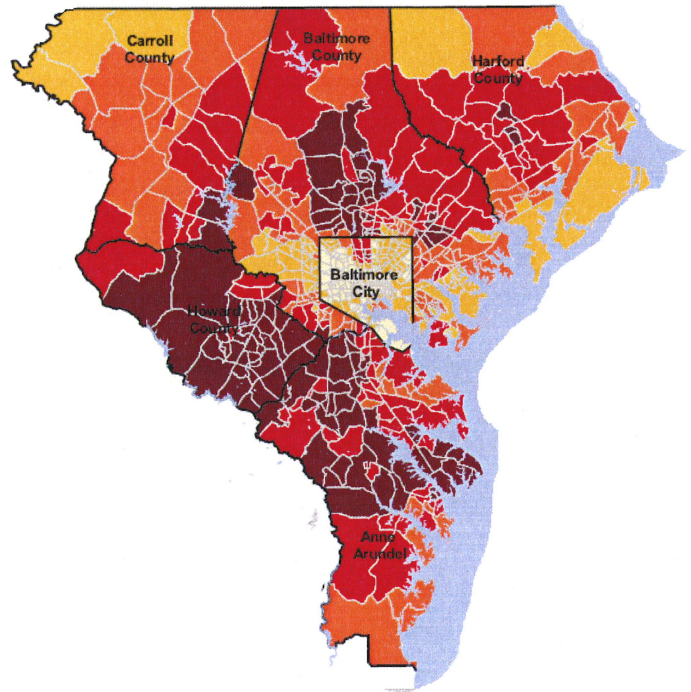 Carroll
County
Baltimore
County
Harford
County
Baltimore
City
Howard
County
Anne
Arundel